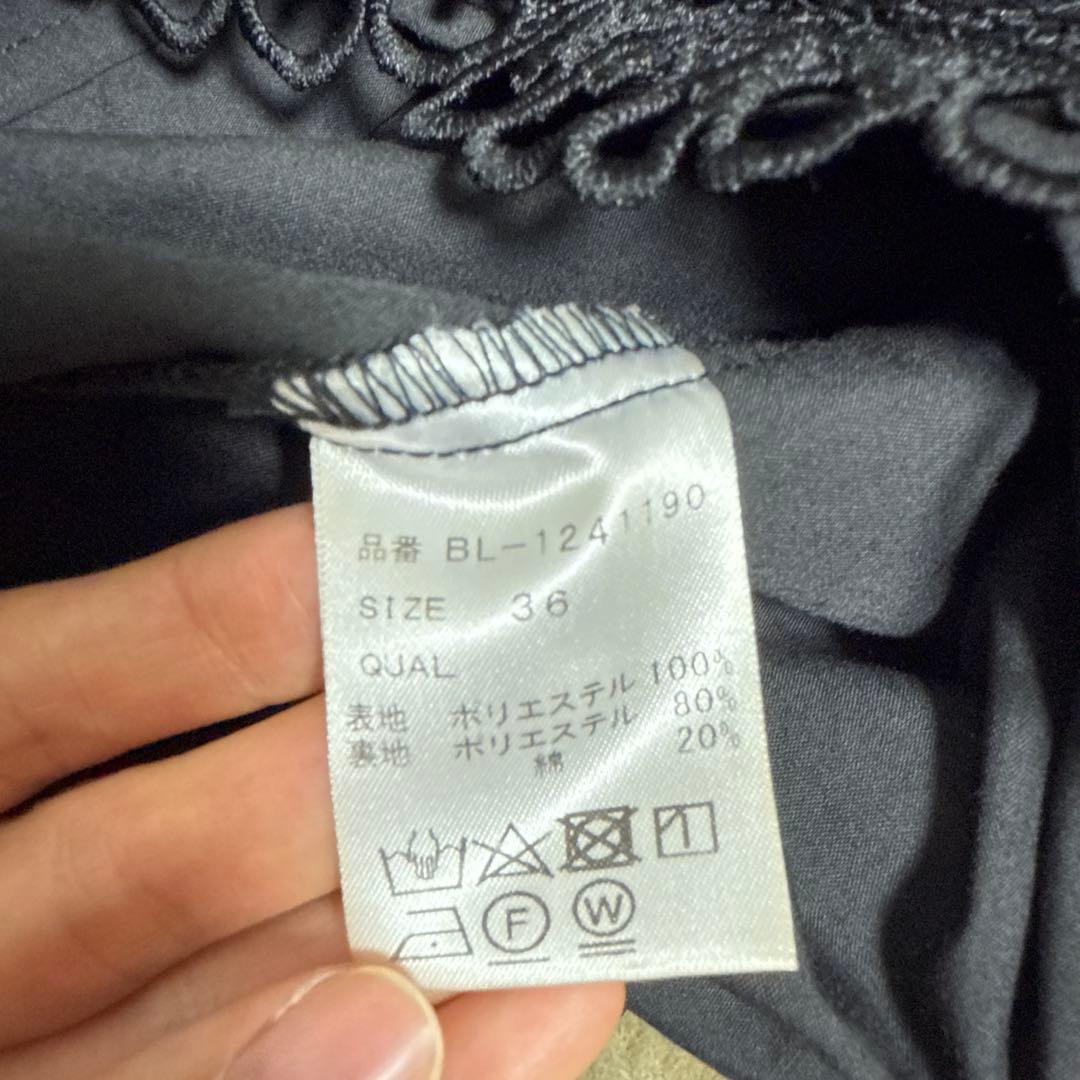 品番 BL-1241190
SIZE 36
QUAL
表地 ポリエステル 100%
裏地 ポリエステル 80%
綿 20%
F W